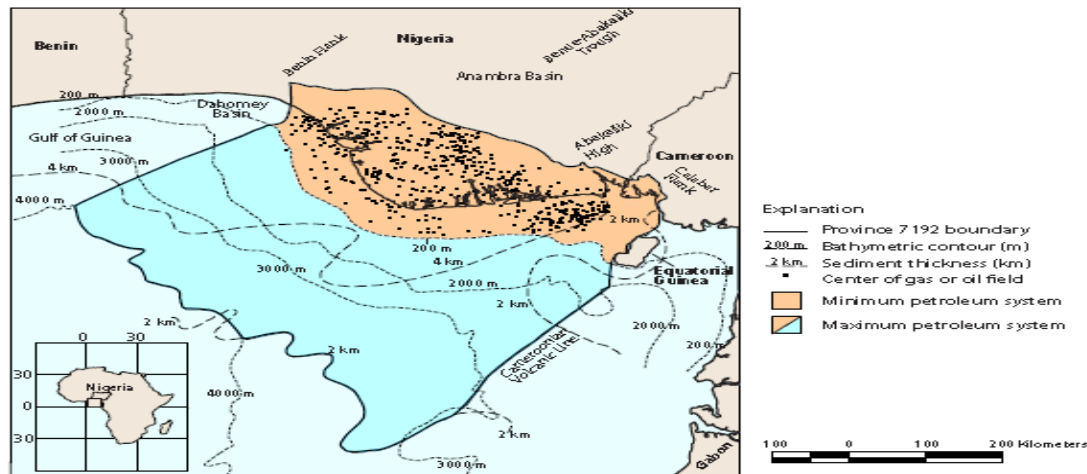 Benin
Nigeria
Benin Flank
Benue-Abakaliki
Trough
Anambra Basin
200 m
2000 m
Dahomey
Basin
Gulf of Guinea
3000 m
4 km
4000 m
Abakaliki
High
Cameroon
Calabar
Flank
2 km
200 m
4 km
3000 m
2000 m
Equatorial
Guinea
2 km
2 km
2000 m
2 km
Cameroonian
Volcanic Line
200 m
4000 m
2 km
3000 m
Gabon
0
30
30
Nigeria
0
0
30
30
Explanation
Province 7192 boundary
200 m Bathymetric contour (m)
2 km Sediment thickness (km)
Center of gas or oil field
Minimum petroleum system
Maximum petroleum system
100 0 100 200 Kilometers